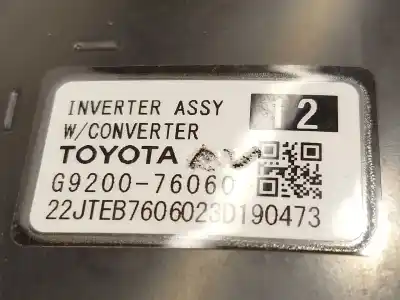 INVERTER ASSY
W/CONVERTER
12
TOYOTA
G9200-76060
22JTEB7606023D190473